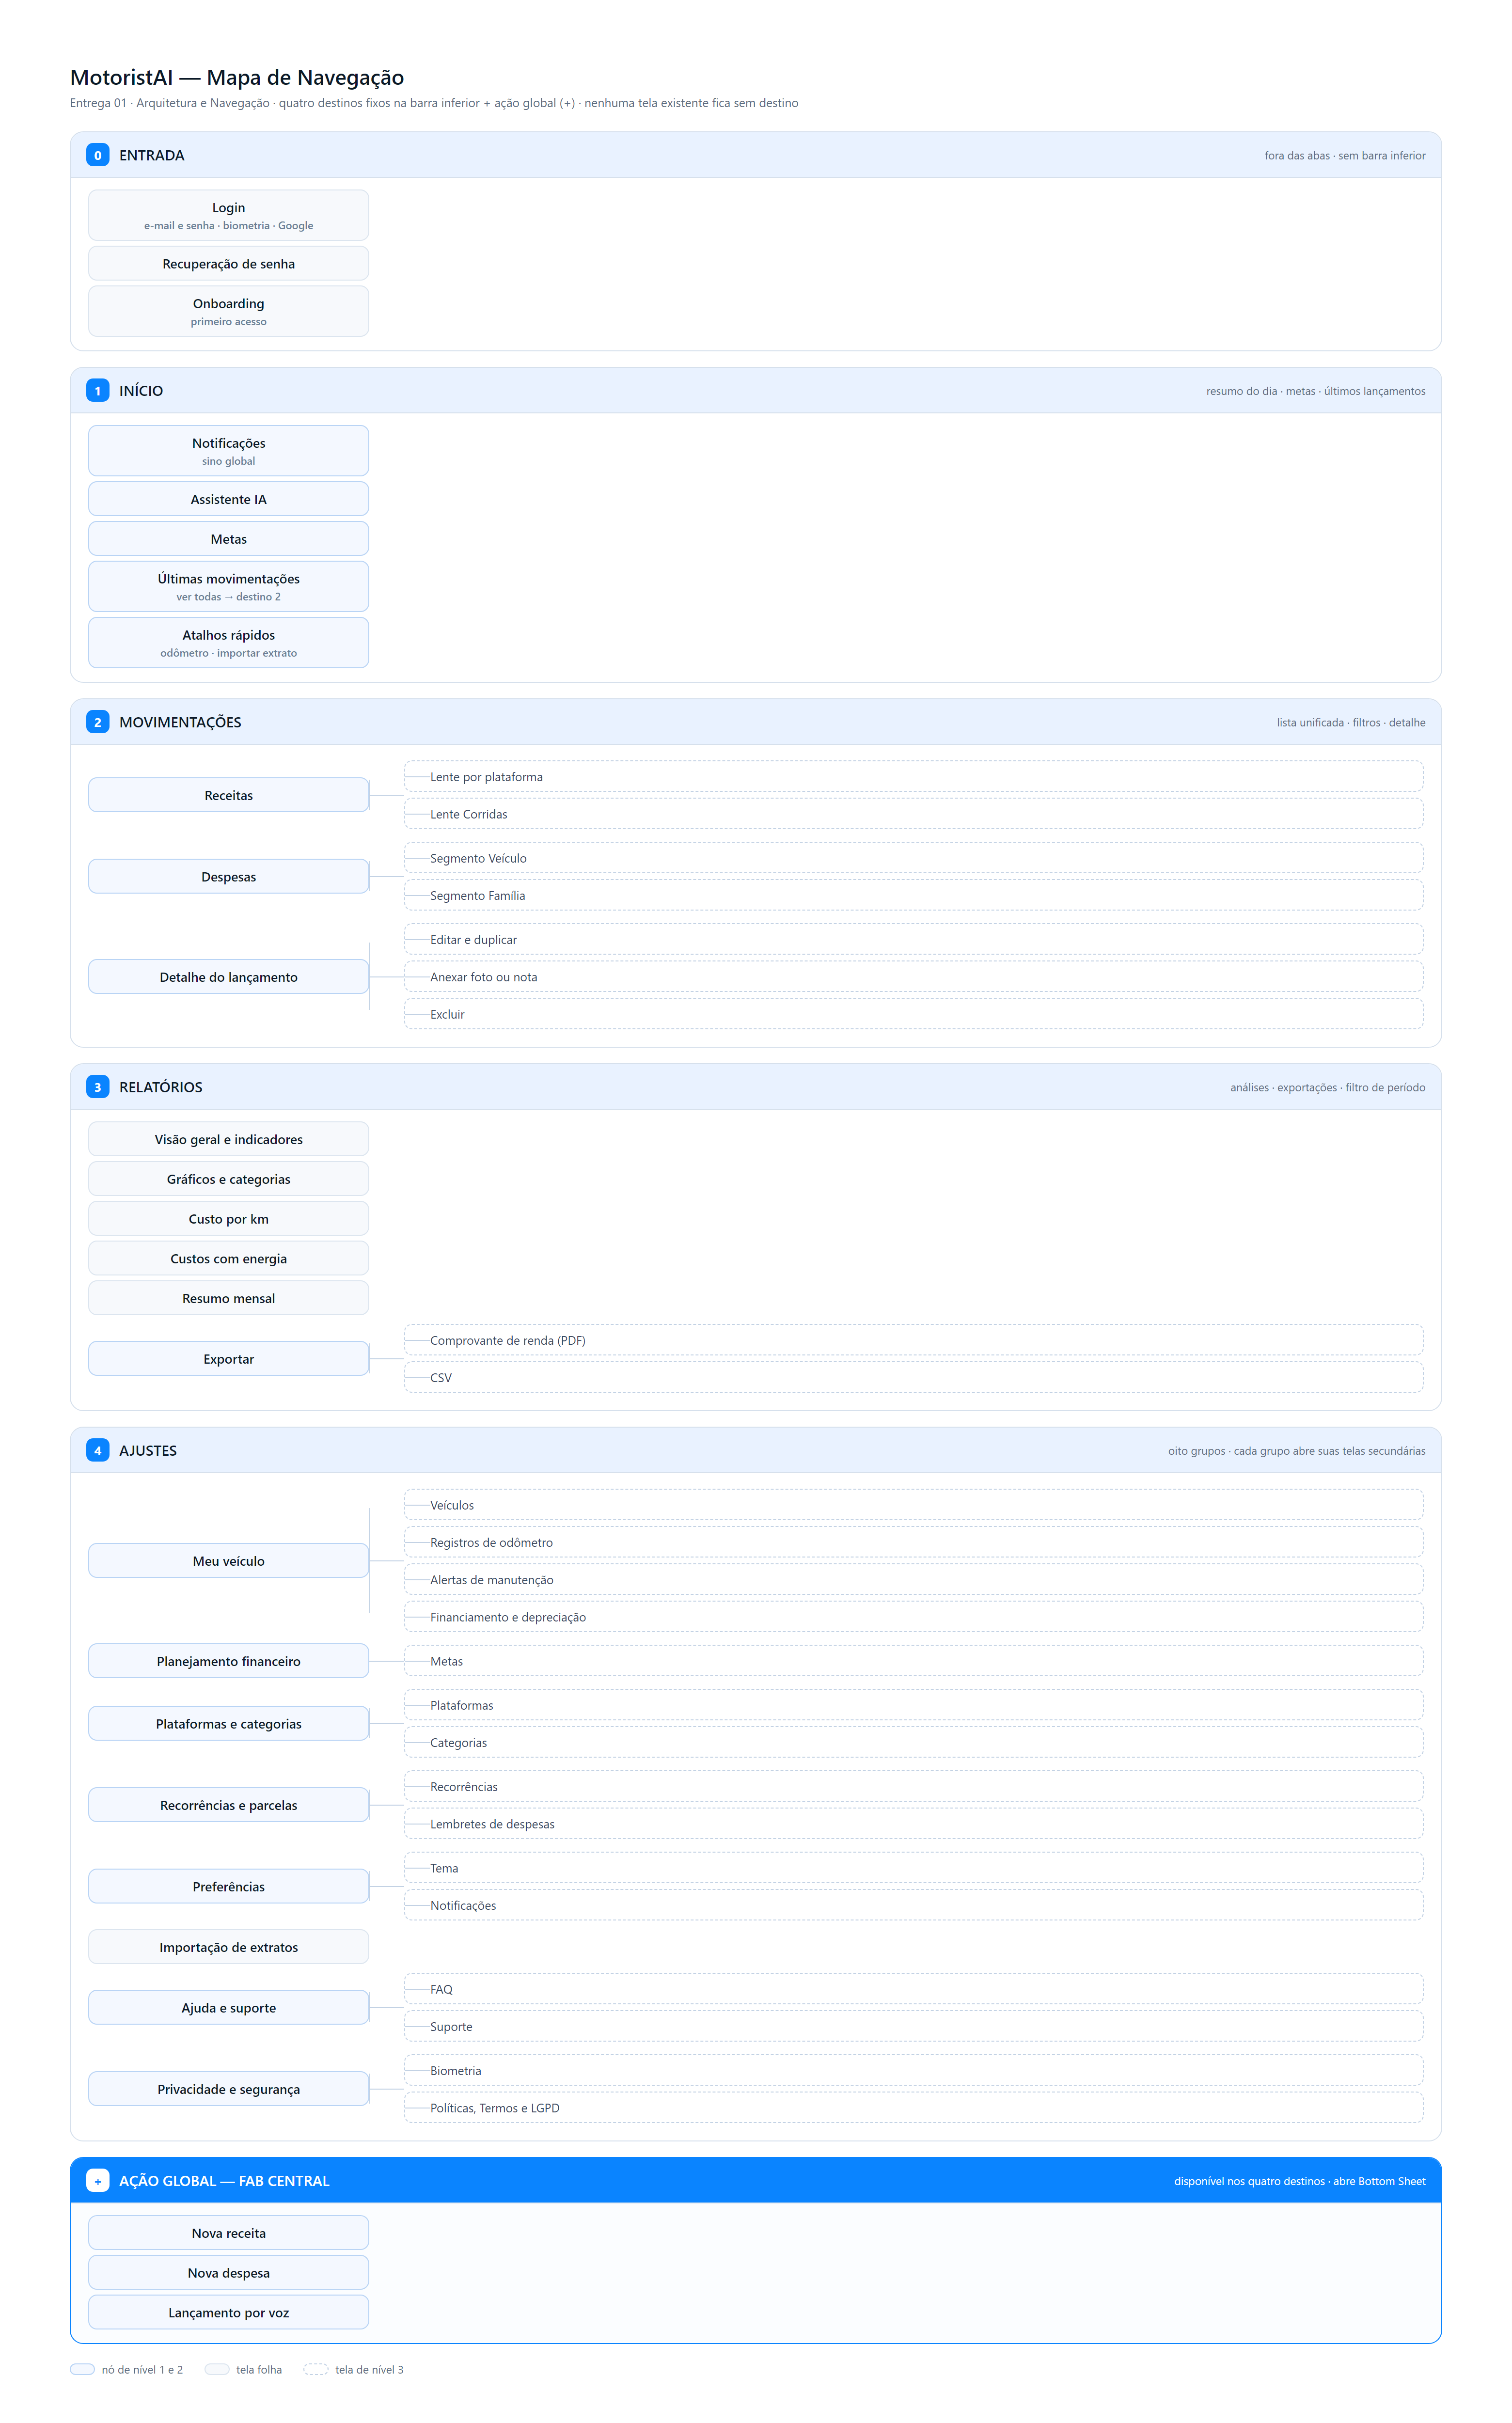 MotoristAI — Mapa de Navegação
Entrega 01 · Arquitetura e Navegação · quatro destinos fixos na barra inferior + ação global (+) · nenhuma tela existente fica sem destino
0 ENTRADA
fora das abas · sem barra inferior
Login
e-mail e senha · biometria · Google
Recuperação de senha
Onboarding
primeiro acesso
1 INÍCIO
resumo do dia · metas · últimos lançamentos
Notificações
sino global
Assistente IA
Metas
Últimas movimentações
ver todas → destino 2
Atalhos rápidos
odômetro · importar extrato
2 MOVIMENTAÇÕES
lista unificada · filtros · detalhe
Receitas
Lente por plataforma
Lente Corridas
Despesas
Segmento Veículo
Segmento Família
Detalhe do lançamento
Editar e duplicar
Anexar foto ou nota
Excluir
3 RELATÓRIOS
análises · exportações · filtro de período
Visão geral e indicadores
Gráficos e categorias
Custo por km
Custos com energia
Resumo mensal
Exportar
Comprovante de renda (PDF)
CSV
4 AJUSTES
oito grupos · cada grupo abre suas telas secundárias
Meu veículo
Veículos
Registros de odômetro
Alertas de manutenção
Financiamento e depreciação
Planejamento financeiro
Metas
Plataformas e categorias
Plataformas
Categorias
Recorrências e parcelas
Recorrências
Lembretes de despesas
Preferências
Tema
Notificações
Importação de extratos
Ajuda e suporte
FAQ
Suporte
Privacidade e segurança
Biometria
Políticas, Termos e LGPD
+ AÇÃO GLOBAL — FAB CENTRAL
disponível nos quatro destinos · abre Bottom Sheet
Nova receita
Nova despesa
Lançamento por voz
nó de nível 1 e 2
tela folha
tela de nível 3